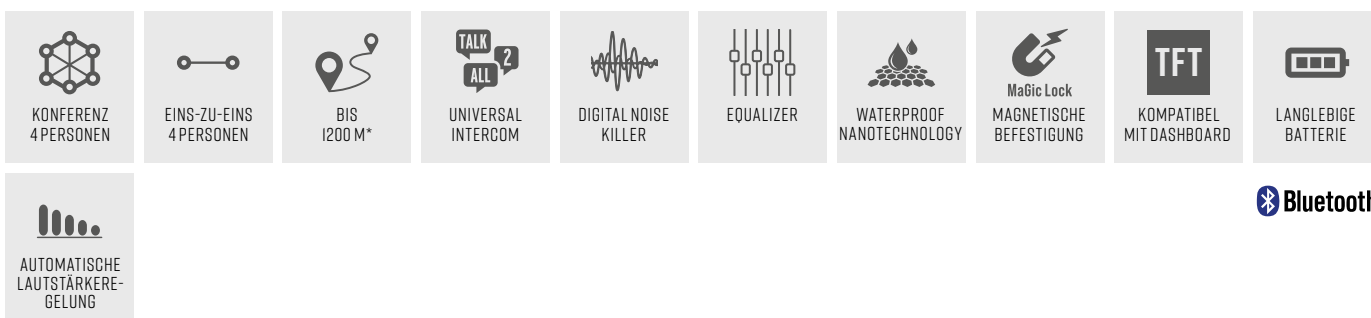 KONFERENZ
4 PERSONEN
EINS-ZU-EINS
4 PERSONEN
BIS
1200 M*
TALK
2
ALL
UNIVERSAL
INTERCOM
DIGITAL NOISE
KILLER
EQUALIZER
WATERPROOF
NANOTECHNOLOGY
MaGic Lock
MAGNETISCHE
BEFESTIGUNG
TFT
KOMPATIBEL
MIT DASHBOARD
LANGLEBIGE
BATTERIE
AUTOMATISCHE
LAUTSTÄRKERE-
GELUNG
Bluetooth